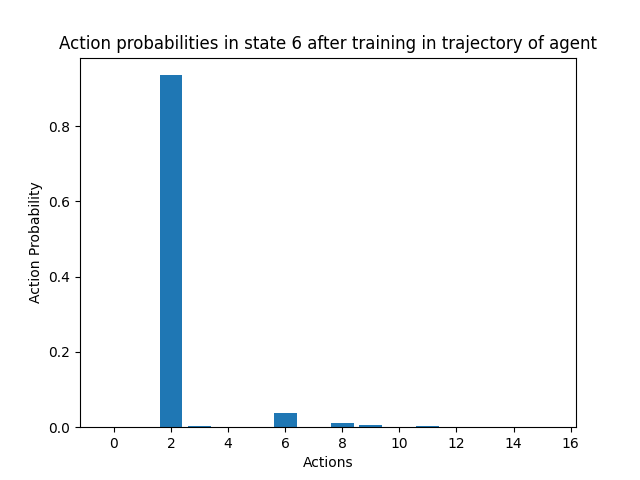 Action probabilities in state 6 after training in trajectory of agent
0.8
0.6
0.4
0.2
0.0
Action Probability
0 2 4 6 8 10 12 14 16
Actions